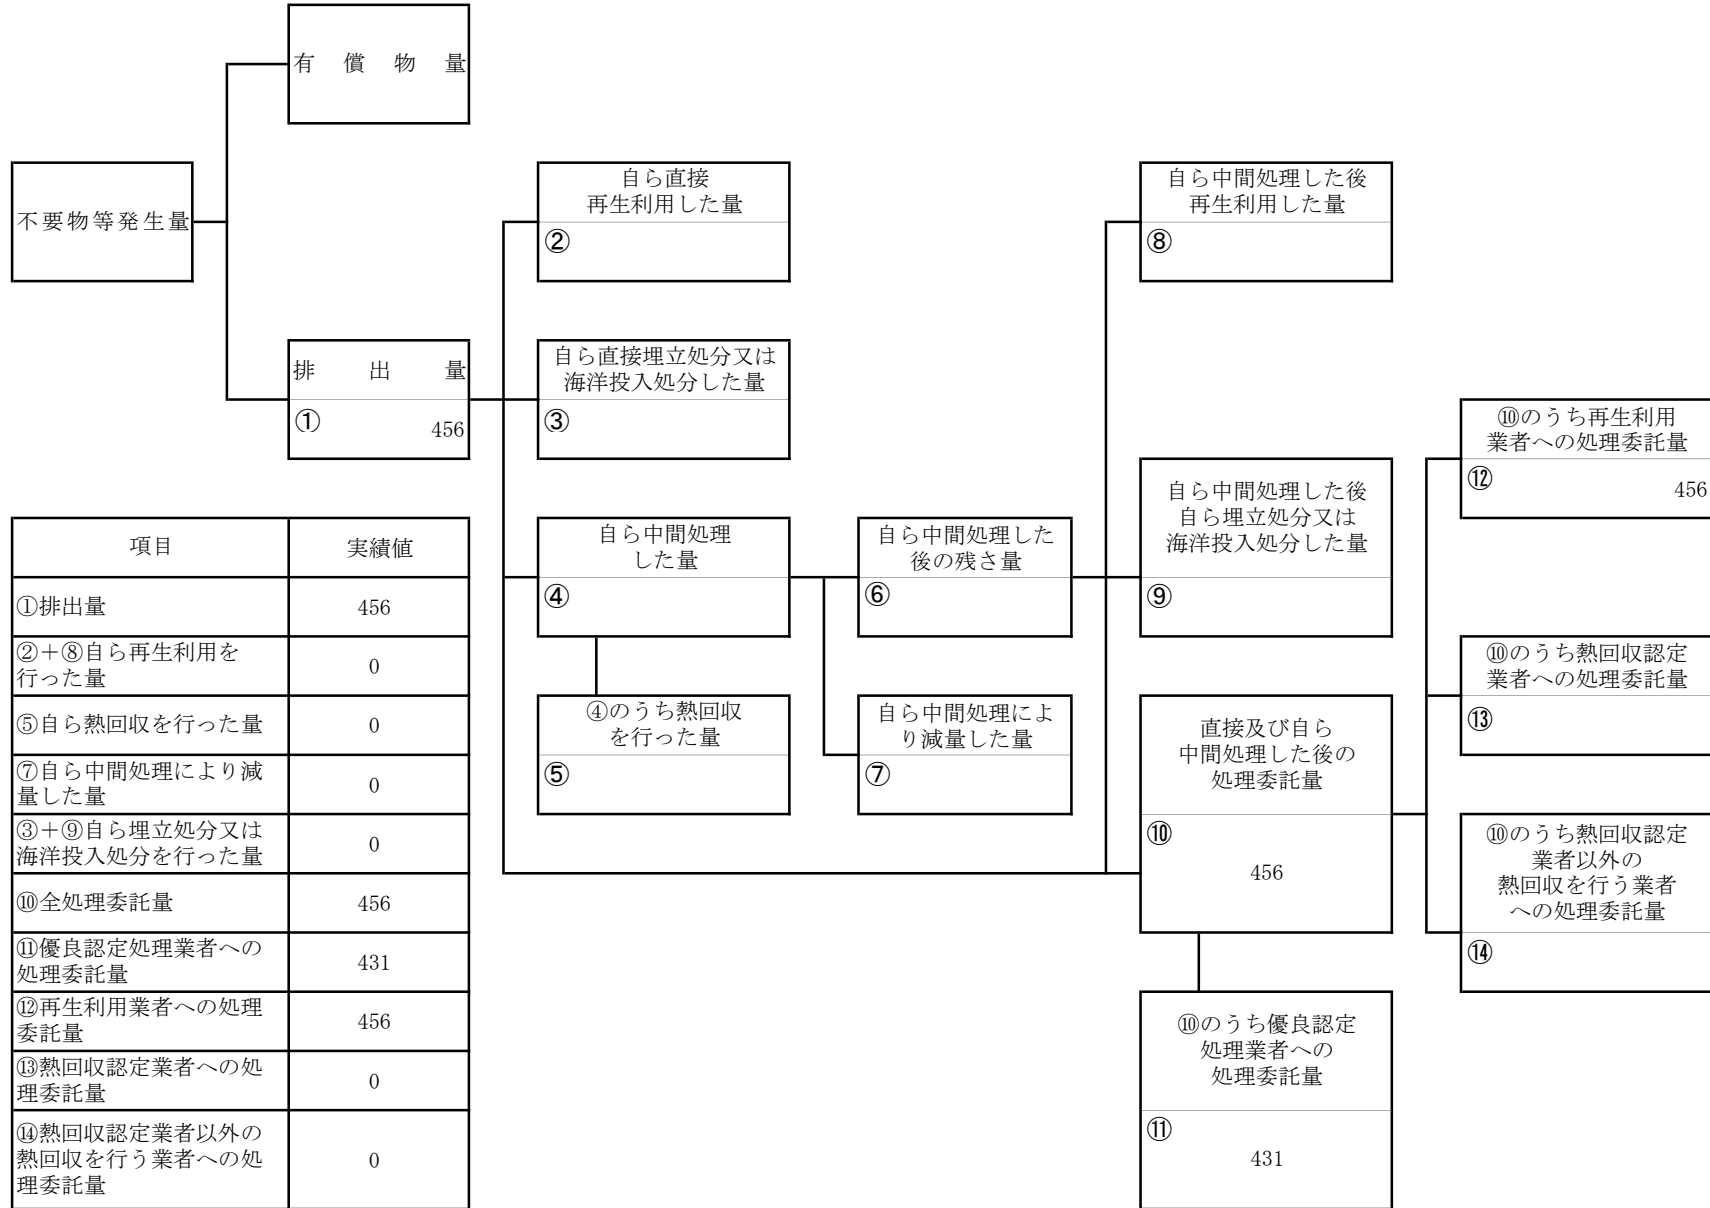 有償物量
不要物等発生量
排出量
①
456
自ら直接
再生利用した量
②
自ら直接埋立処分又は
海洋投入処分した量
③
自ら中間処理
した量
④
④のうち熱回収
を行った量
⑤
自ら中間処理した
後の残さ量
⑥
自ら中間処理によ
り減量した量
⑦
自ら中間処理した後
再生利用した量
⑧
自ら中間処理した後
自ら埋立処分又は
海洋投入処分した量
⑨
直接及び自ら
中間処理した後の
処理委託量
⑩
456
⑩のうち優良認定
処理業者への
処理委託量
⑪
431
⑩のうち再生利用
業者への処理委託量
⑫
456
⑩のうち熱回収認定
業者への処理委託量
⑬
⑩のうち熱回収認定
業者以外の
熱回収を行う業者
への処理委託量
⑭
項目 実績値
①排出量 456
②＋⑧自ら再生利用を
行った量 0
⑤自ら熱回収を行った量 0
⑦自ら中間処理により減
量した量 0
③＋⑨自ら埋立処分又は
海洋投入処分を行った量 0
⑩全処理委託量 456
⑪優良認定処理業者への
処理委託量 431
⑫再生利用業者への処理
委託量 456
⑬熱回収認定業者への処
理委託量 0
⑭熱回収認定業者以外の
熱回収を行う業者への処
理委託量 0